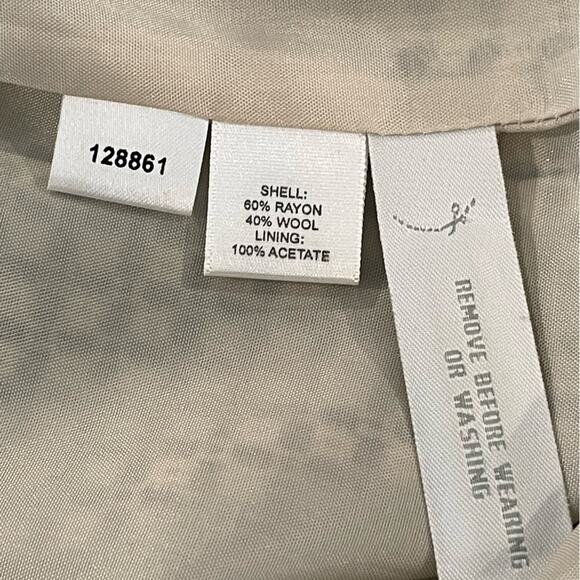 128861
SHELL:
60% RAYON
40% WOOL
LINING:
100% ACETATE
REMOVE BEFORE WEARING
OR WASHING